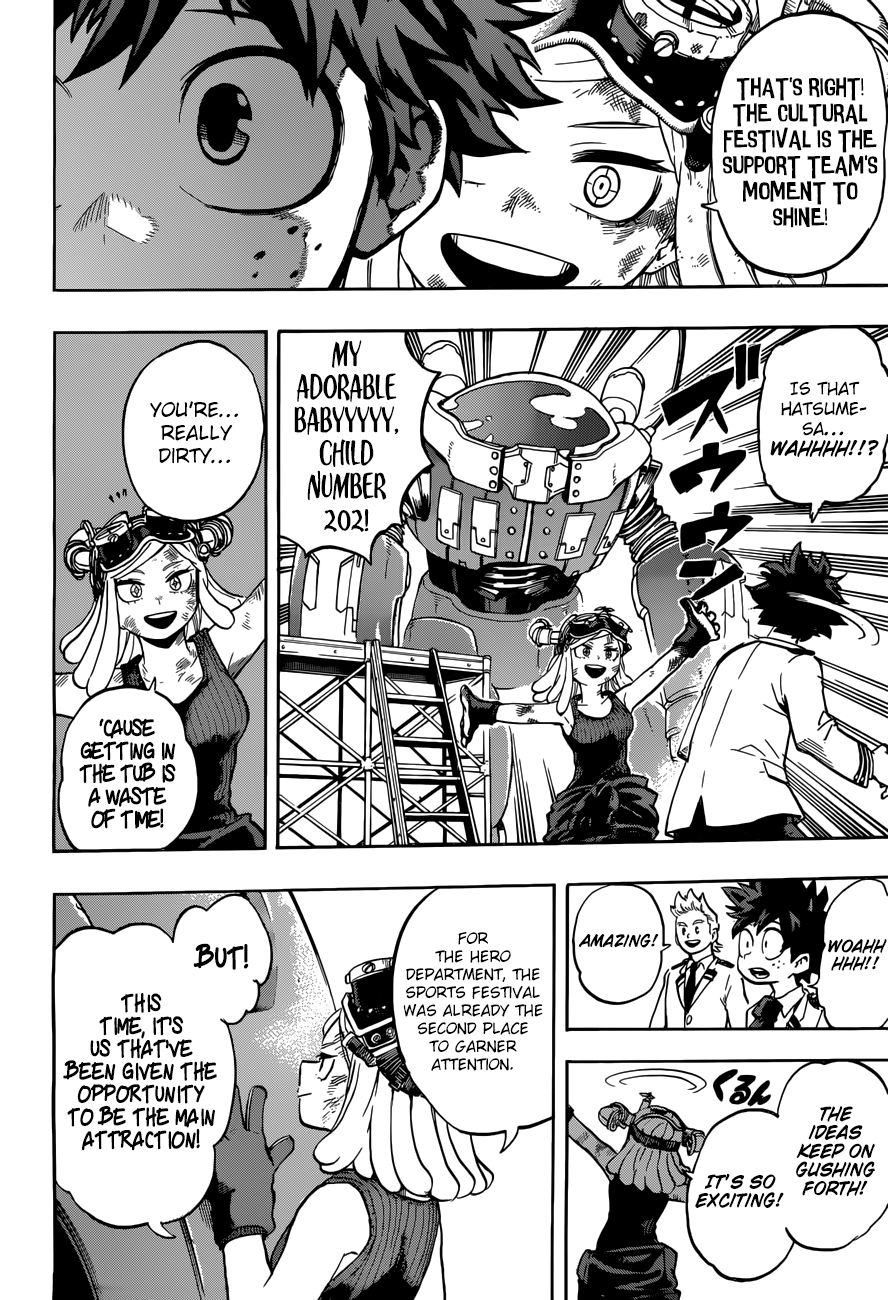 THAT'S RIGHT!
THE CULTURAL
FESTIVAL IS THE
SUPPORT TEAM'S
MOMENT TO
SHINE!
IS THAT
HATSUME-
SA...
WAHHHH!!?
ズウウウン
MY
ADORABLE
BABYYYYY,
CHILD
NUMBER
202!
YOU'RE...
REALLY
DIRTY...
'CAUSE
GETTING IN
THE TUB IS
A WASTE
OF TIME!
WOAHH
HHH!!
AMAZING!
THE
IDEAS
KEEP ON
GUSHING
FORTH!
くるん
IT'S SO
EXCITING!
FOR
THE HERO
DEPARTMENT, THE
SPORTS FESTIVAL
WAS ALREADY THE
SECOND PLACE
TO GARNER
ATTENTION.
BUT!
THIS
TIME, IT'S
US THAT'VE
BEEN GIVEN THE
OPPORTUNITY
TO BE THE MAIN
ATTRACTION!